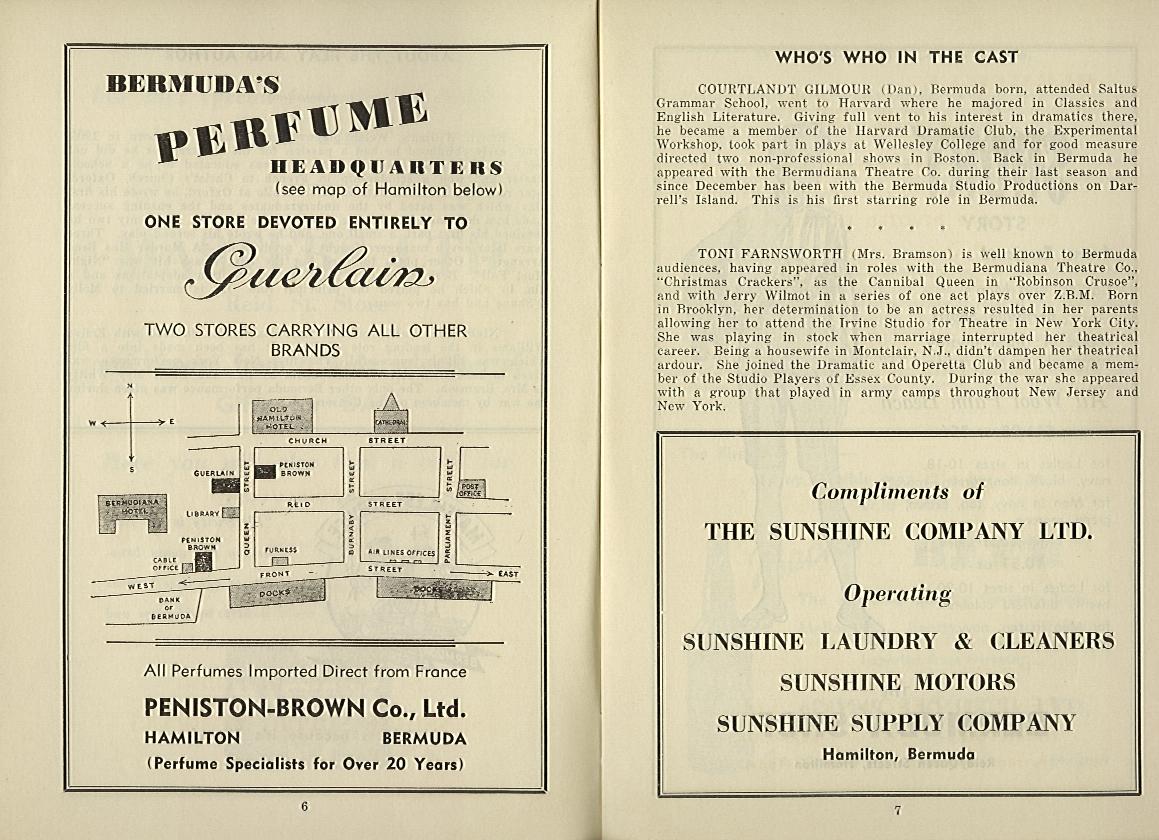 BERMUDA'S
PERFUME
HEADQUARTERS
(see map of Hamilton below)
ONE STORE DEVOTED ENTIRELY TO
Guerlain
TWO STORES CARRYING ALL OTHER
BRANDS
N
W E
S
OLD
HAMILTON
HOTEL
CATHEDRAL
CHURCH STREET
GUERLAIN
PENISTON
BROWN
STREET
STREET
STREET
POST
OFFICE
BERMUDIANA
HOTEL
LIBRARY
REID STREET
QUEEN
BURNABY
PARLIAMENT
PENISTON
BROWN
CABLE
OFFICE
FURNESS
AIR LINES OFFICES
FRONT STREET
WEST
EAST
BANK
OF
BERMUDA
DOCKS
DOCKS
All Perfumes Imported Direct from France
PENISTON-BROWN Co., Ltd.
HAMILTON BERMUDA
(Perfume Specialists for Over 20 Years)
6
WHO'S WHO IN THE CAST
COURTLANDT GILMOUR (Dan), Bermuda born, attended Saltus
Grammar School, went to Harvard where he majored in Classics and
English Literature. Giving full vent to his interest in dramatics there,
he became a member of the Harvard Dramatic Club, the Experimental
Workshop, took part in plays at Wellesley College and for good measure
directed two non-professional shows in Boston. Back in Bermuda he
appeared with the Bermudiana Theatre Co. during their last season and
since December has been with the Bermuda Studio Productions on Dar-
rell's Island. This is his first starring role in Bermuda.
* * * *
TONI FARNSWORTH (Mrs. Bramson) is well known to Bermuda
audiences, having appeared in roles with the Bermudiana Theatre Co.,
"Christmas Crackers", as the Cannibal Queen in "Robinson Crusoe",
and with Jerry Wilmot in a series of one act plays over Z.B.M. Born
in Brooklyn, her determination to be an actress resulted in her parents
allowing her to attend the Irvine Studio for Theatre in New York City.
She was playing in stock when marriage interrupted her theatrical
career. Being a housewife in Montclair, N.J., didn't dampen her theatrical
ardour. She joined the Dramatic and Operetta Club and became a mem-
ber of the Studio Players of Essex County. During the war she appeared
with a group that played in army camps throughout New Jersey and
New York.
Compliments of
THE SUNSHINE COMPANY LTD.
Operating
SUNSHINE LAUNDRY & CLEANERS
SUNSHINE MOTORS
SUNSHINE SUPPLY COMPANY
Hamilton, Bermuda
7